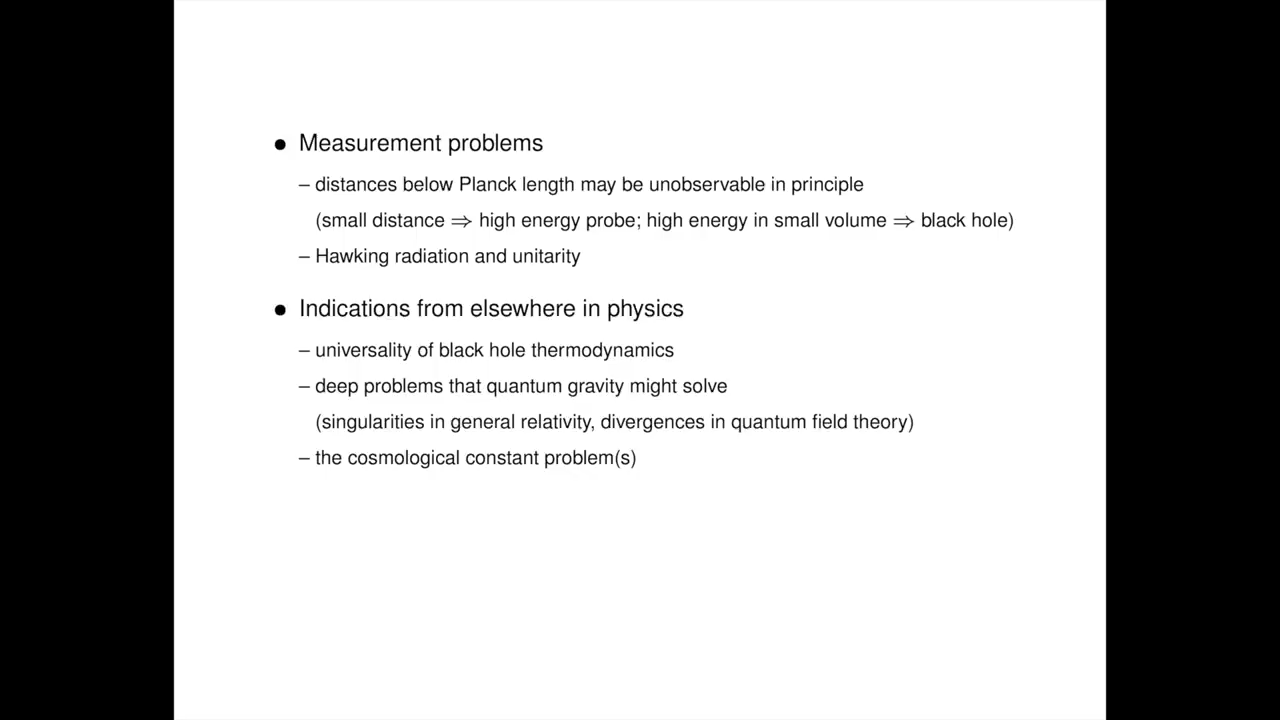 ● Measurement problems
– distances below Planck length may be unobservable in principle
(small distance ⇒ high energy probe; high energy in small volume ⇒ black hole)
– Hawking radiation and unitarity
● Indications from elsewhere in physics
– universality of black hole thermodynamics
– deep problems that quantum gravity might solve
(singularities in general relativity, divergences in quantum field theory)
– the cosmological constant problem(s)